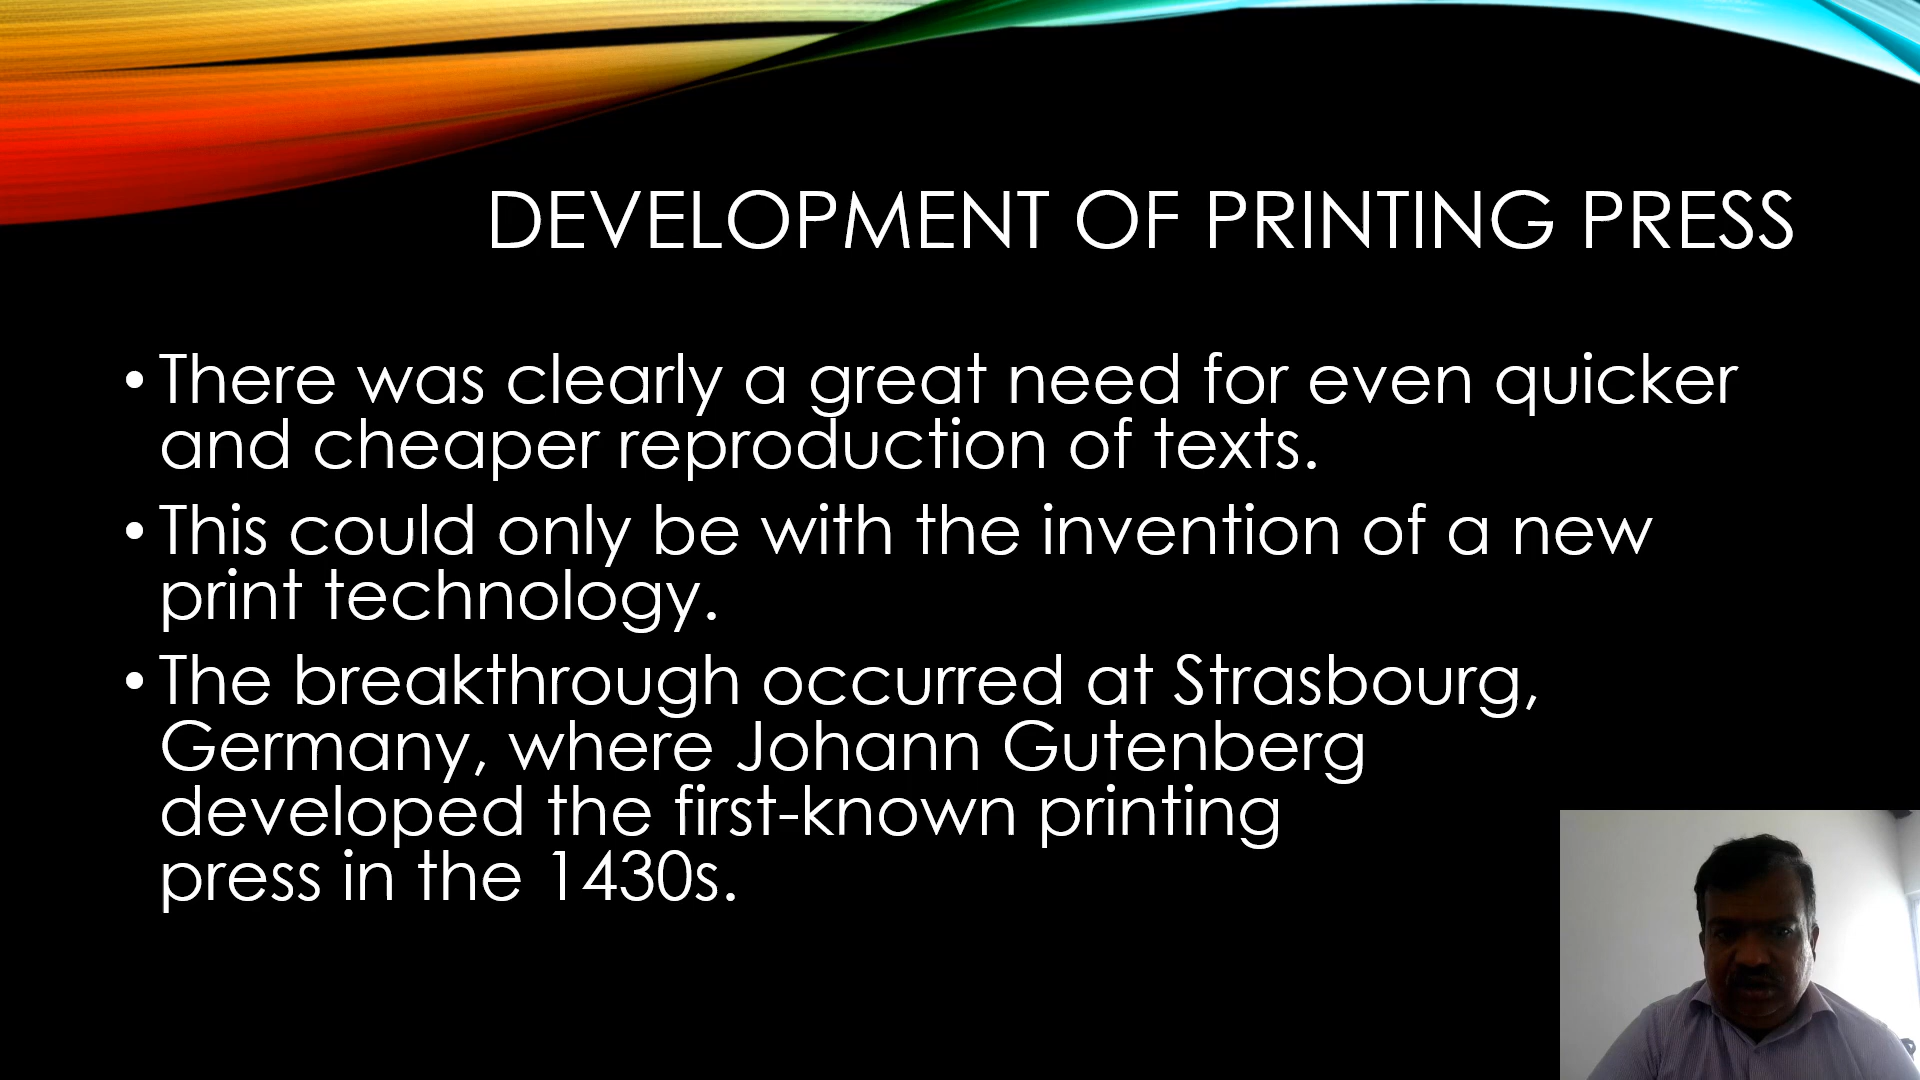 DEVELOPMENT OF PRINTING PRESS
• There was clearly a great need for even quicker
and cheaper reproduction of texts.
• This could only be with the invention of a new
print technology.
• The breakthrough occurred at Strasbourg,
Germany, where Johann Gutenberg
developed the first-known printing
press in the 1430s.